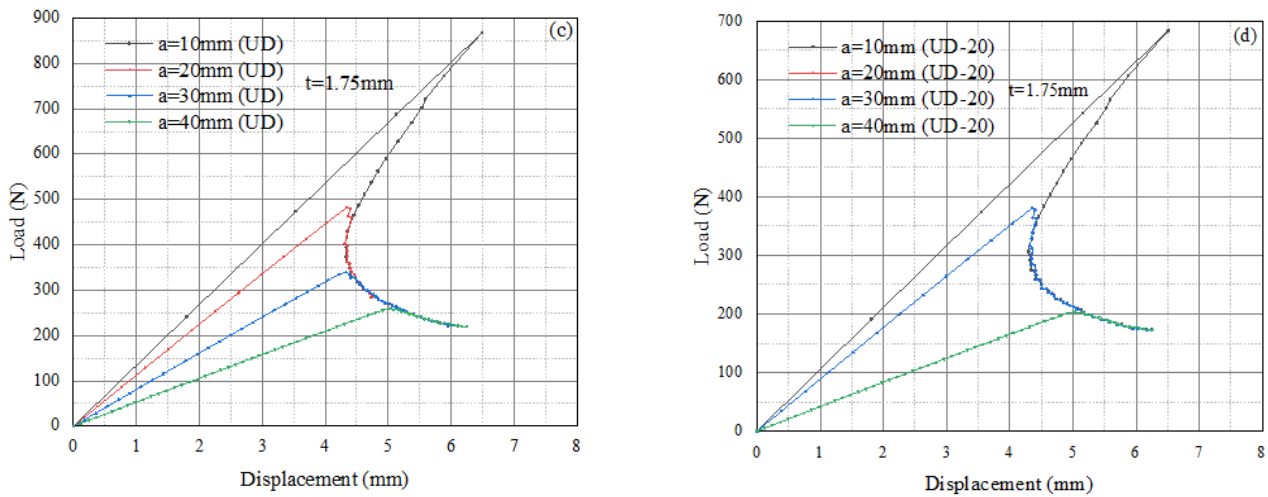 (c)
a=10mm (UD)
a=20mm (UD)
a=30mm (UD)
a=40mm (UD)
t=1.75mm
900
800
700
600
500
400
300
200
100
0
Load (N)
0 1 2 3 4 5 6 7 8
Displacement (mm)
(d)
a=10mm (UD-20)
a=20mm (UD-20)
a=30mm (UD-20)
a=40mm (UD-20)
t=1.75mm
700
600
500
400
300
200
100
0
Load (N)
0 1 2 3 4 5 6 7 8
Displacement (mm)